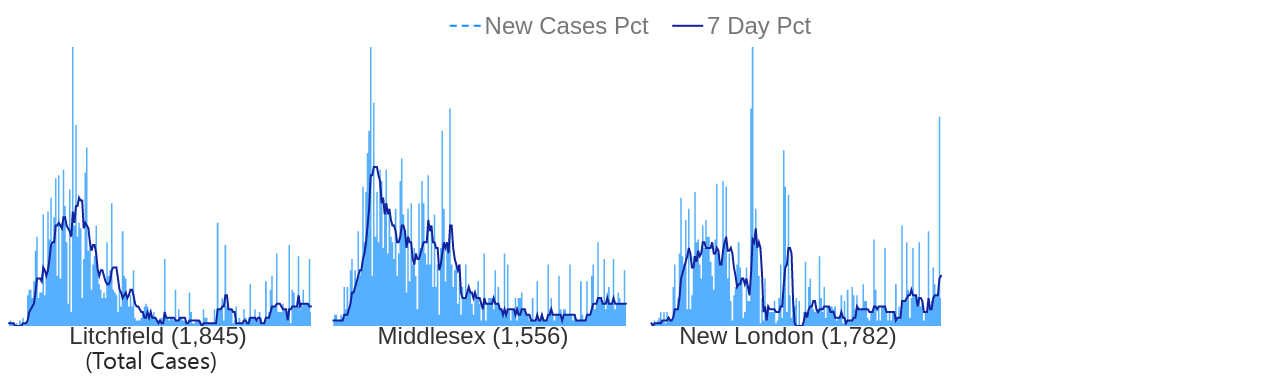 New Cases Pct 7 Day Pct
Litchfield (1,845) Middlesex (1,556) New London (1,782)
(Total Cases)